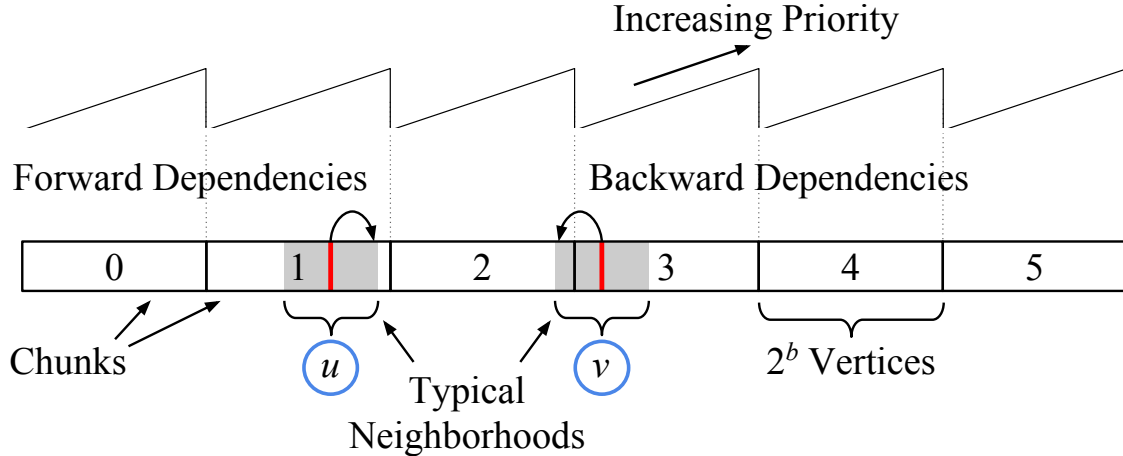 Increasing Priority
Forward Dependencies
Backward Dependencies
0 1 2 3 4 5
Chunks
u
Typical
Neighborhoods
v
2^b Vertices